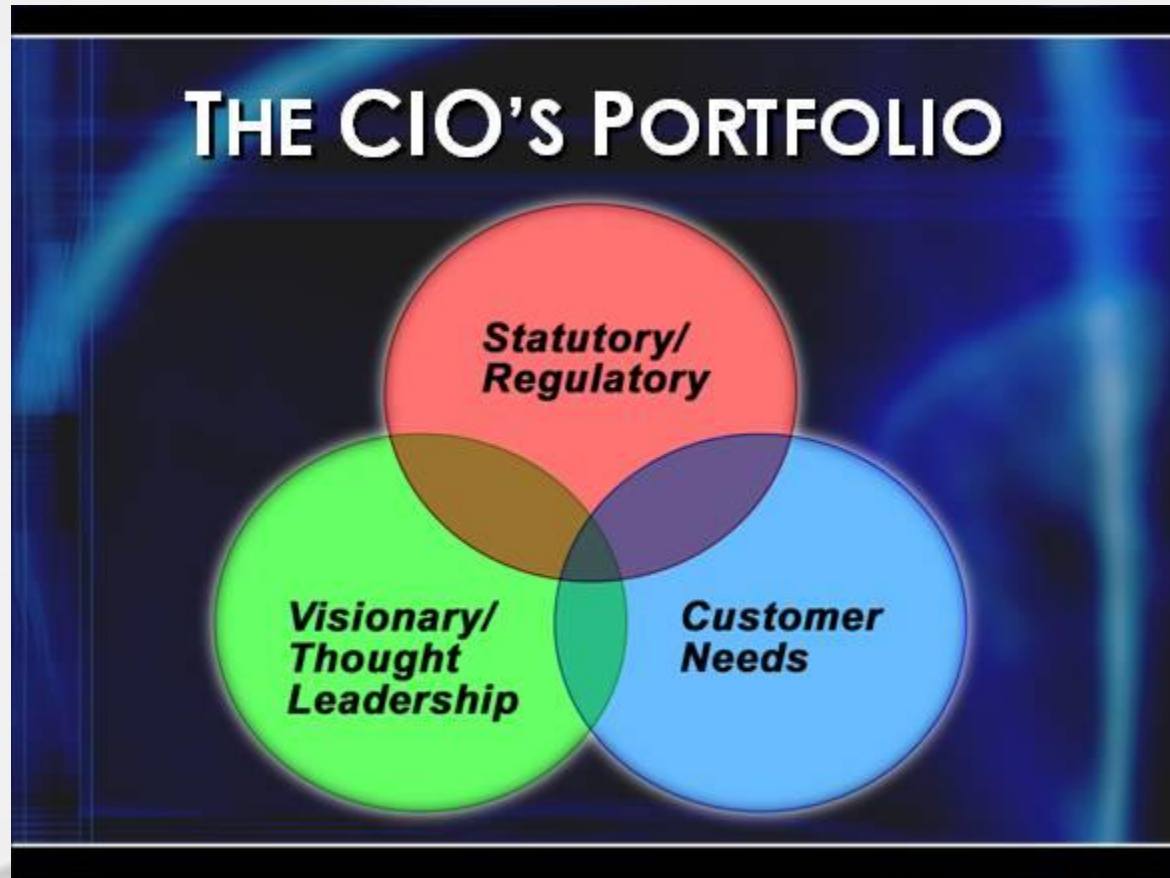 THE CIO'S PORTFOLIO
Statutory/
Regulatory
Visionary/
Thought
Leadership
Customer
Needs